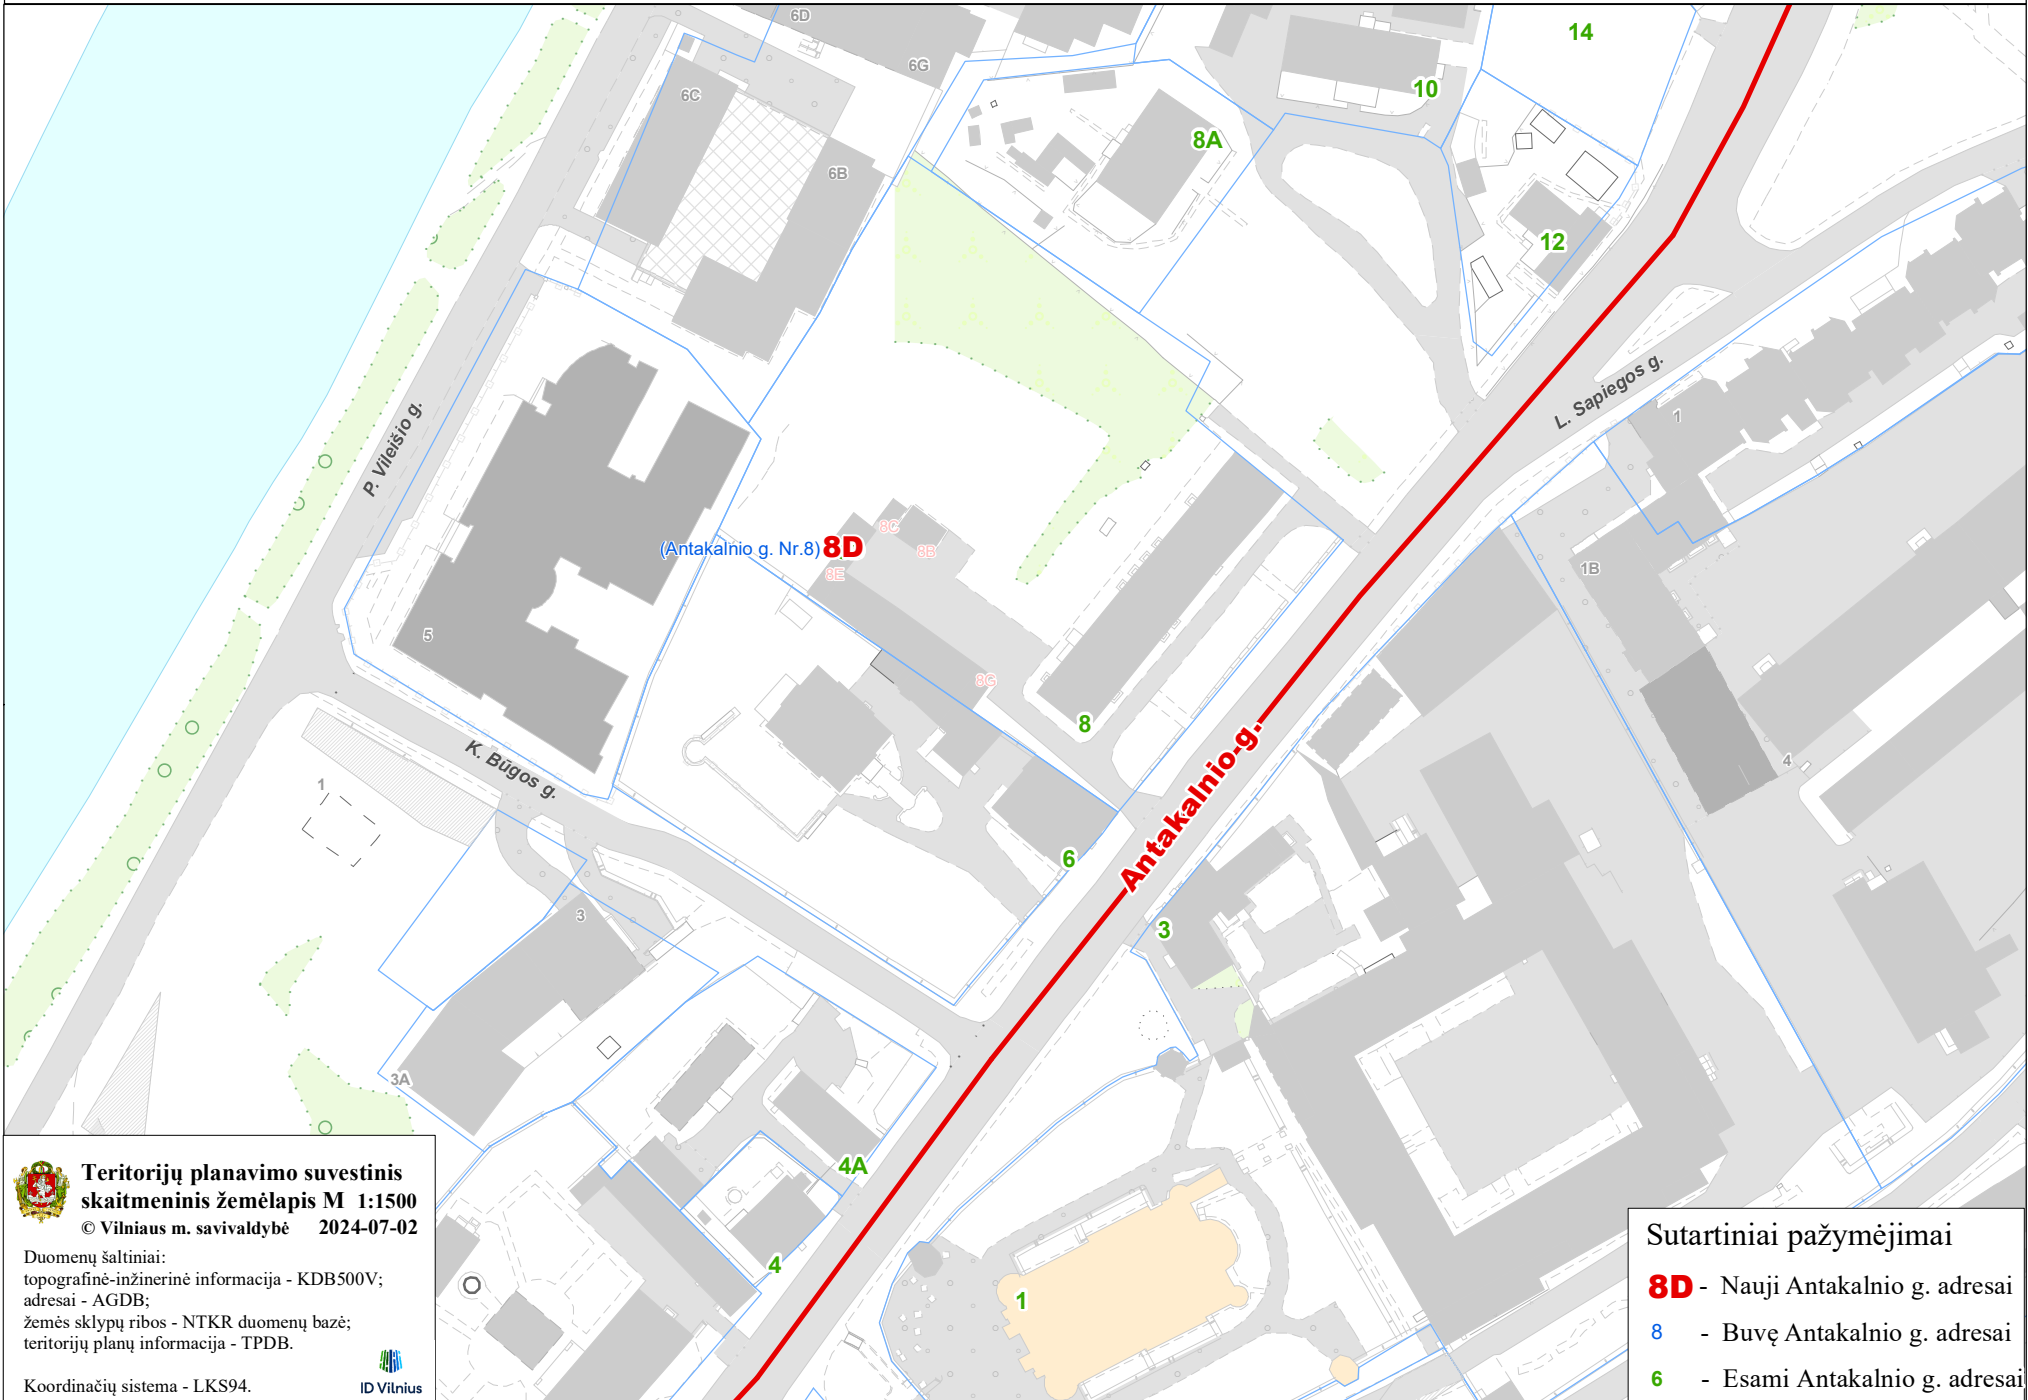 6D
14
6G
10
6C
8A
6B
12
L. Sapiegos g.
1
P. Vileišio g.
8C
(Antakalnio g. Nr.8) 8D
8B
8E
1B
5
8G
8
4
K. Būgos g.
1
Antakalnio g.
6
3
3
3A
4A
4
1
Teritorijų planavimo suvestinis
skaitmeninis žemėlapis M 1:1500
© Vilniaus m. savivaldybė 2024-07-02
Duomenų šaltiniai:
topografinė-inžinerinė informacija - KDB500V;
adresai - AGDB;
žemės sklypų ribos - NTKR duomenų bazė;
teritorijų planų informacija - TPDB.
Koordinačių sistema - LKS94.
ID Vilnius
Sutartiniai pažymėjimai
8D - Nauji Antakalnio g. adresai
8 - Buvę Antakalnio g. adresai
6 - Esami Antakalnio g. adresai